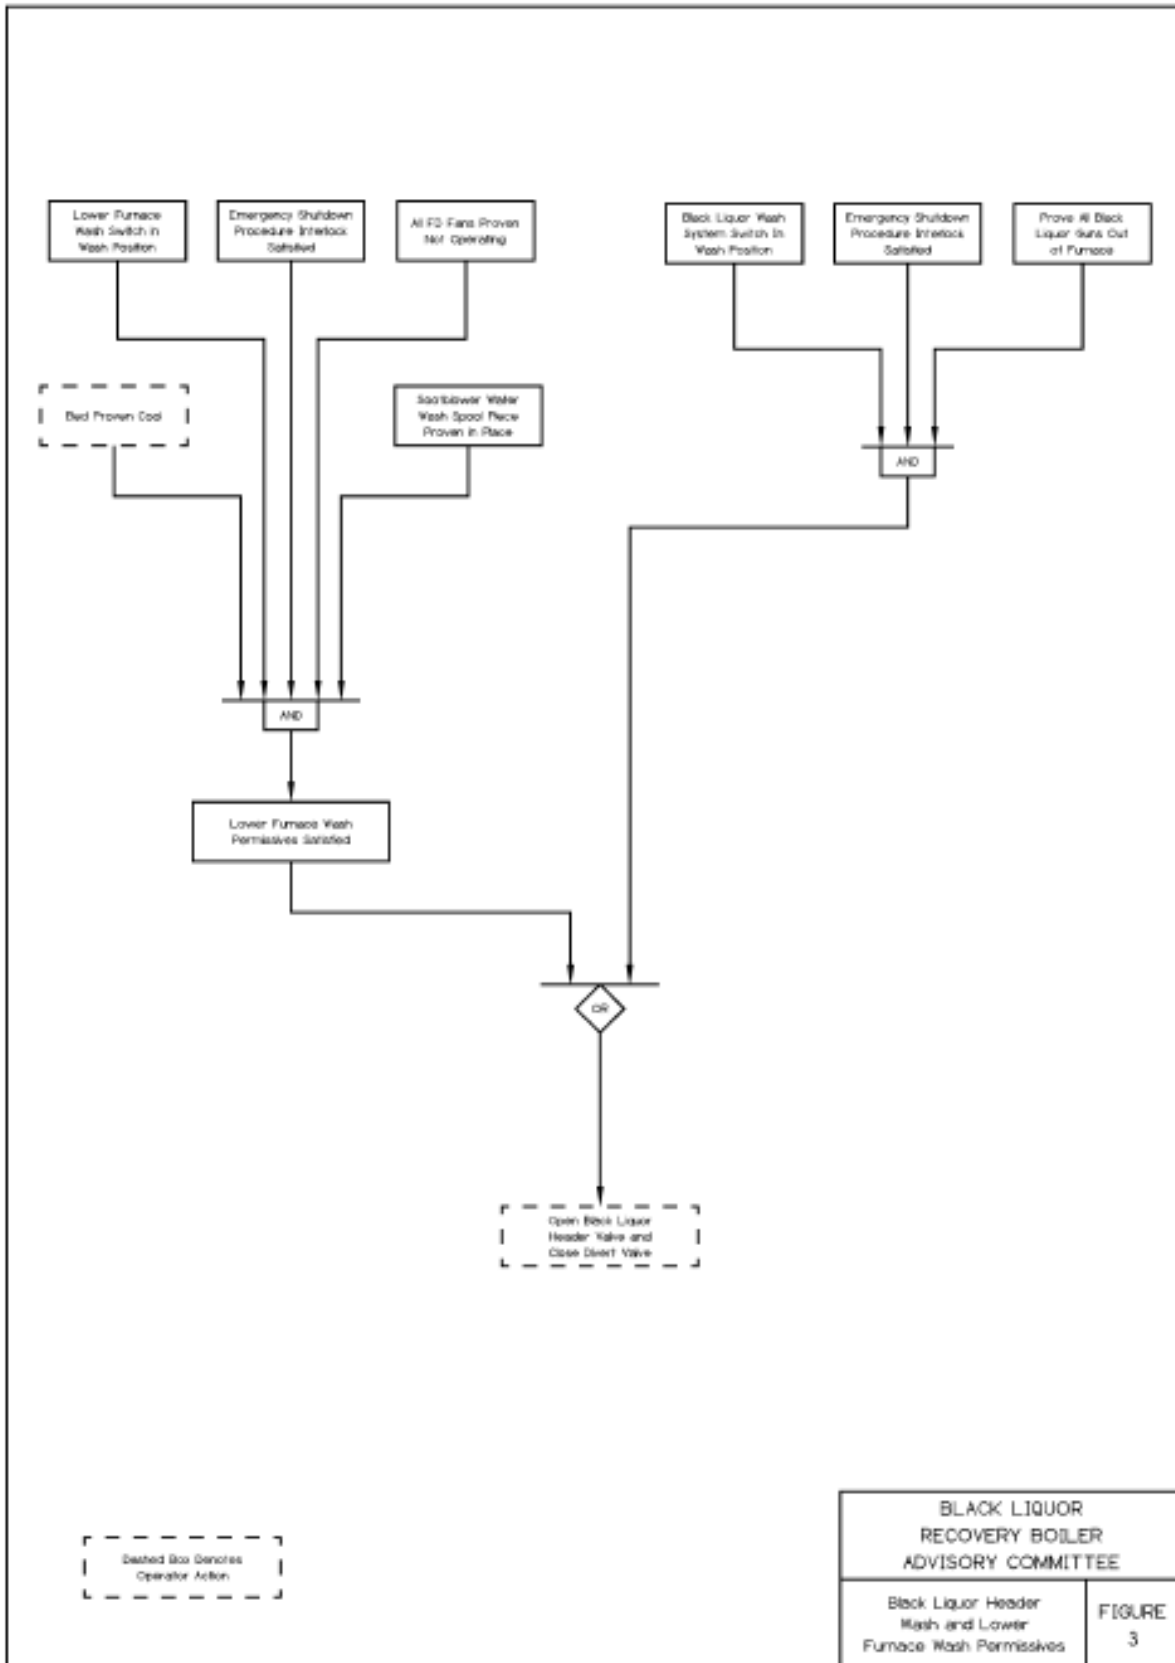 Lower Furnace
Wash Switch in
Wash Position
Emergency Shutdown
Procedure Interlock
Satisfied
All FD Fans Proven
Not Operating
Black Liquor Wash
System Switch In
Wash Position
Emergency Shutdown
Procedure Interlock
Satisfied
Prove All Black
Liquor Guns Out
of Furnace
Bed Proven Cool
Sootblower Water
Wash Spool Piece
Proven in Place
AND
AND
Lower Furnace Wash
Permissives Satisfied
OR
Open Black Liquor
Header Valve and
Close Divert Valve
Dashed Box Denotes
Operator Action
BLACK LIQUOR
RECOVERY BOILER
ADVISORY COMMITTEE
Black Liquor Header
Wash and Lower
Furnace Wash Permissives
FIGURE
3